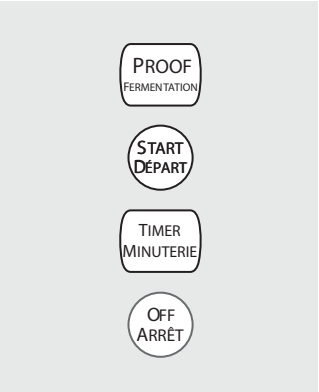 PROOF
FERMENTATION
START
DÉPART
TIMER
MINUTERIE
OFF
ARRÊT